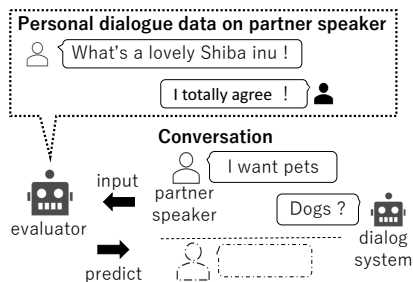 Personal dialogue data on partner speaker
What's a lovely Shiba inu !
I totally agree !
Conversation
I want pets
input
partner
speaker
Dogs ?
evaluator
dialog
system
predict